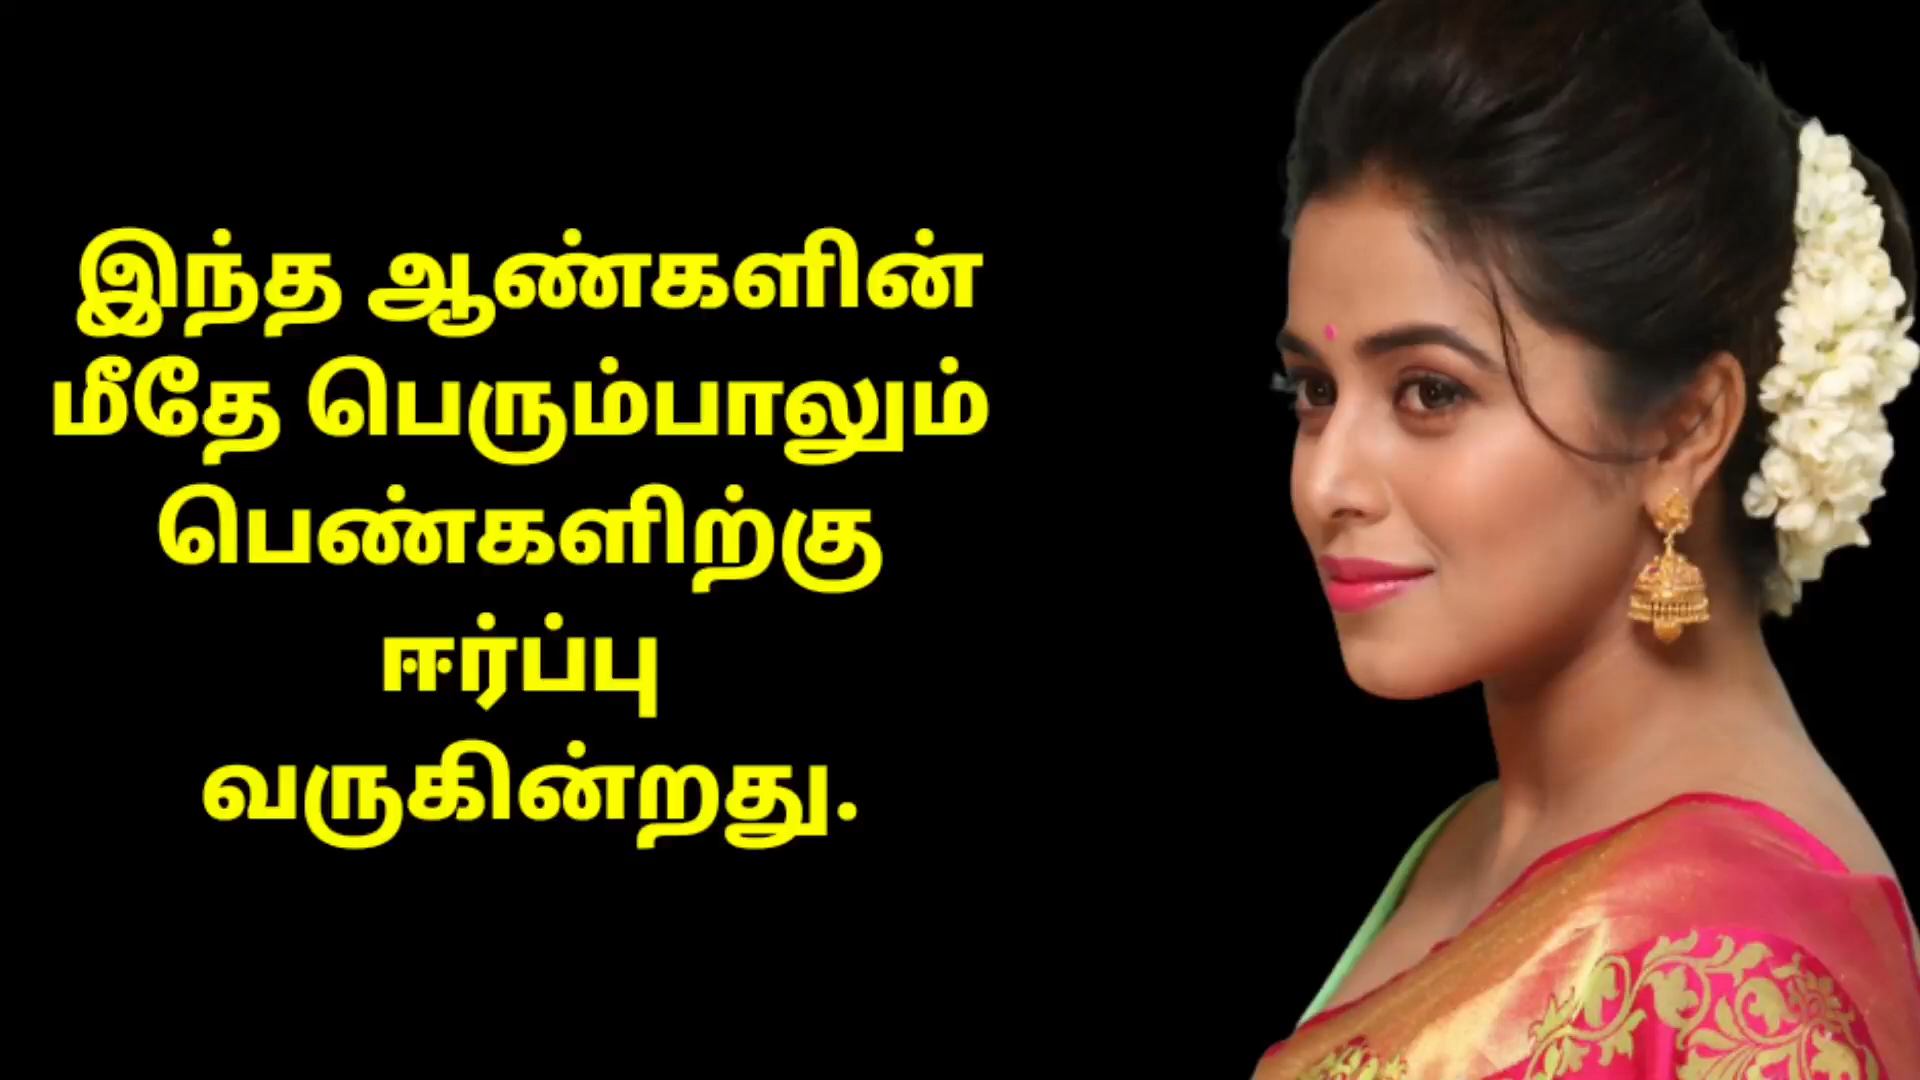 இந்த ஆண்களின்
மீதே பெரும்பாலும்
பெண்களிற்கு
ஈர்ப்பு
வருகின்றது.